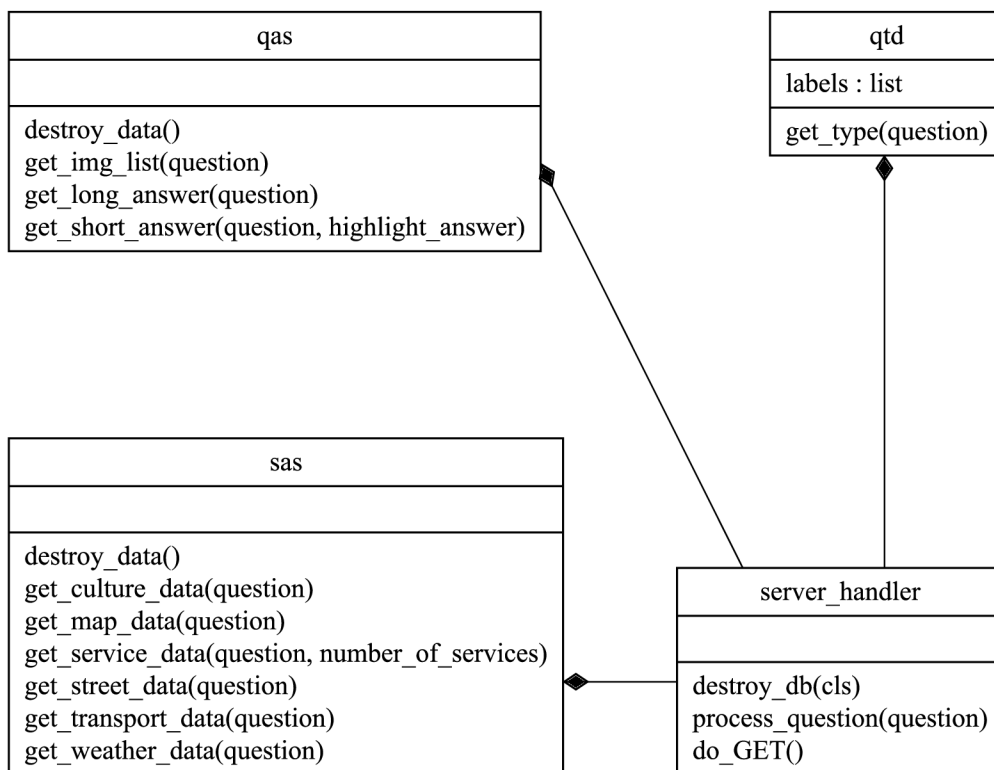 qas
destroy_data()
get_img_list(question)
get_long_answer(question)
get_short_answer(question, highlight_answer)
qtd
labels : list
get_type(question)
sas
destroy_data()
get_culture_data(question)
get_map_data(question)
get_service_data(question, number_of_services)
get_street_data(question)
get_transport_data(question)
get_weather_data(question)
server_handler
destroy_db(cls)
process_question(question)
do_GET()